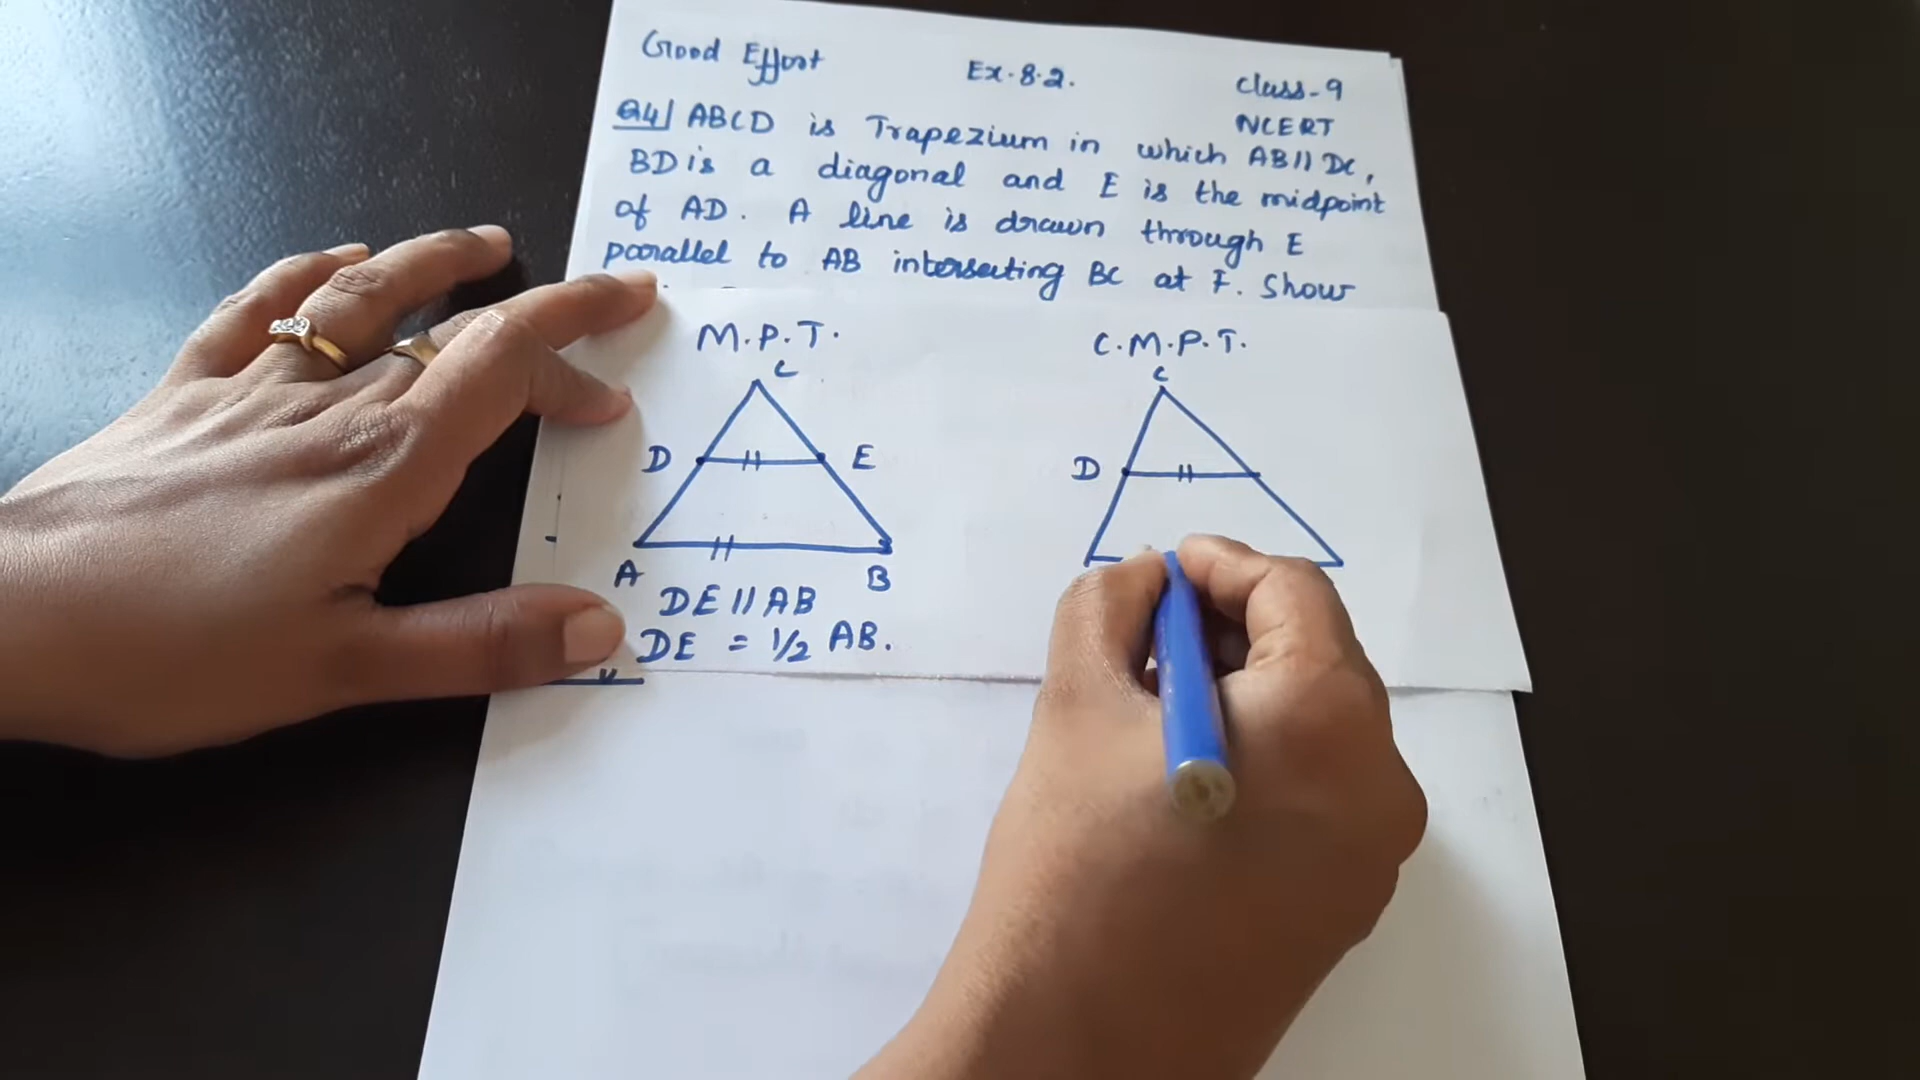 Good Effort Ex.8.2. Class-9
NCERT
Q4| ABCD is Trapezium in which AB || DC,
BD is a diagonal and E is the midpoint
of AD. A line is drawn through E
parallel to AB intersecting BC at F. Show
M.P.T. C.M.P.T.
C C
D E D
A B
DE || AB
DE = 1/2 AB.